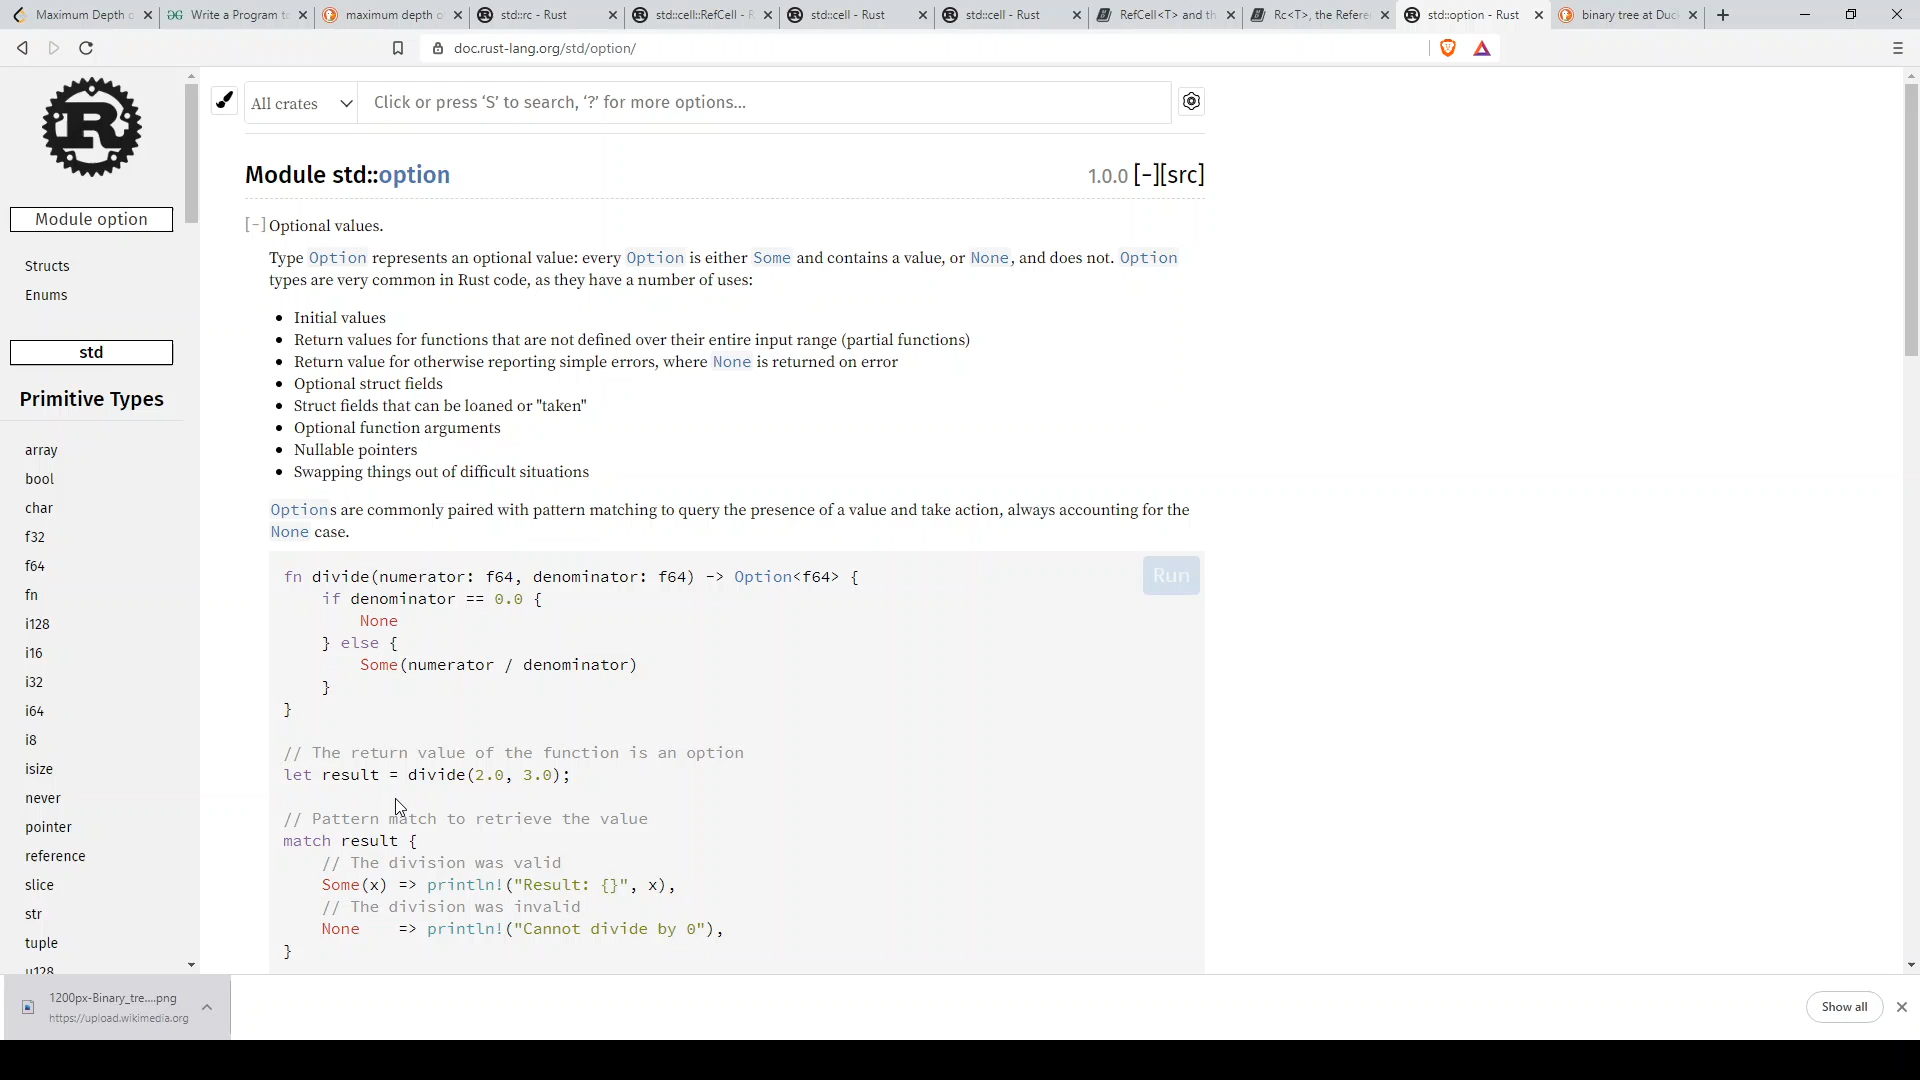 Maximum Depth o
Write a Program to
maximum depth o
std::rc - Rust
std::cell::RefCell - R
std::cell - Rust
std::cell - Rust
RefCell<T> and th
Rc<T>, the Refere
std::option - Rust
binary tree at Duc
doc.rust-lang.org/std/option/
All crates
Click or press ‘S’ to search, ‘?’ for more options...
Module std::option
1.0.0 [-][src]
Module option
Structs
Enums
std
Primitive Types
array
bool
char
f32
f64
fn
i128
i16
i32
i64
i8
isize
never
pointer
reference
slice
str
tuple
u128
[-] Optional values.
Type Option represents an optional value: every Option is either Some and contains a value, or None, and does not. Option
types are very common in Rust code, as they have a number of uses:
• Initial values
• Return values for functions that are not defined over their entire input range (partial functions)
• Return value for otherwise reporting simple errors, where None is returned on error
• Optional struct fields
• Struct fields that can be loaned or "taken"
• Optional function arguments
• Nullable pointers
• Swapping things out of difficult situations
Options are commonly paired with pattern matching to query the presence of a value and take action, always accounting for the
None case.
Run
fn divide(numerator: f64, denominator: f64) -> Option<f64> {
    if denominator == 0.0 {
        None
    } else {
        Some(numerator / denominator)
    }
}
// The return value of the function is an option
let result = divide(2.0, 3.0);
// Pattern match to retrieve the value
match result {
    // The division was valid
    Some(x) => println!("Result: {}", x),
    // The division was invalid
    None    => println!("Cannot divide by 0"),
}
1200px-Binary_tre....png
https://upload.wikimedia.org
Show all